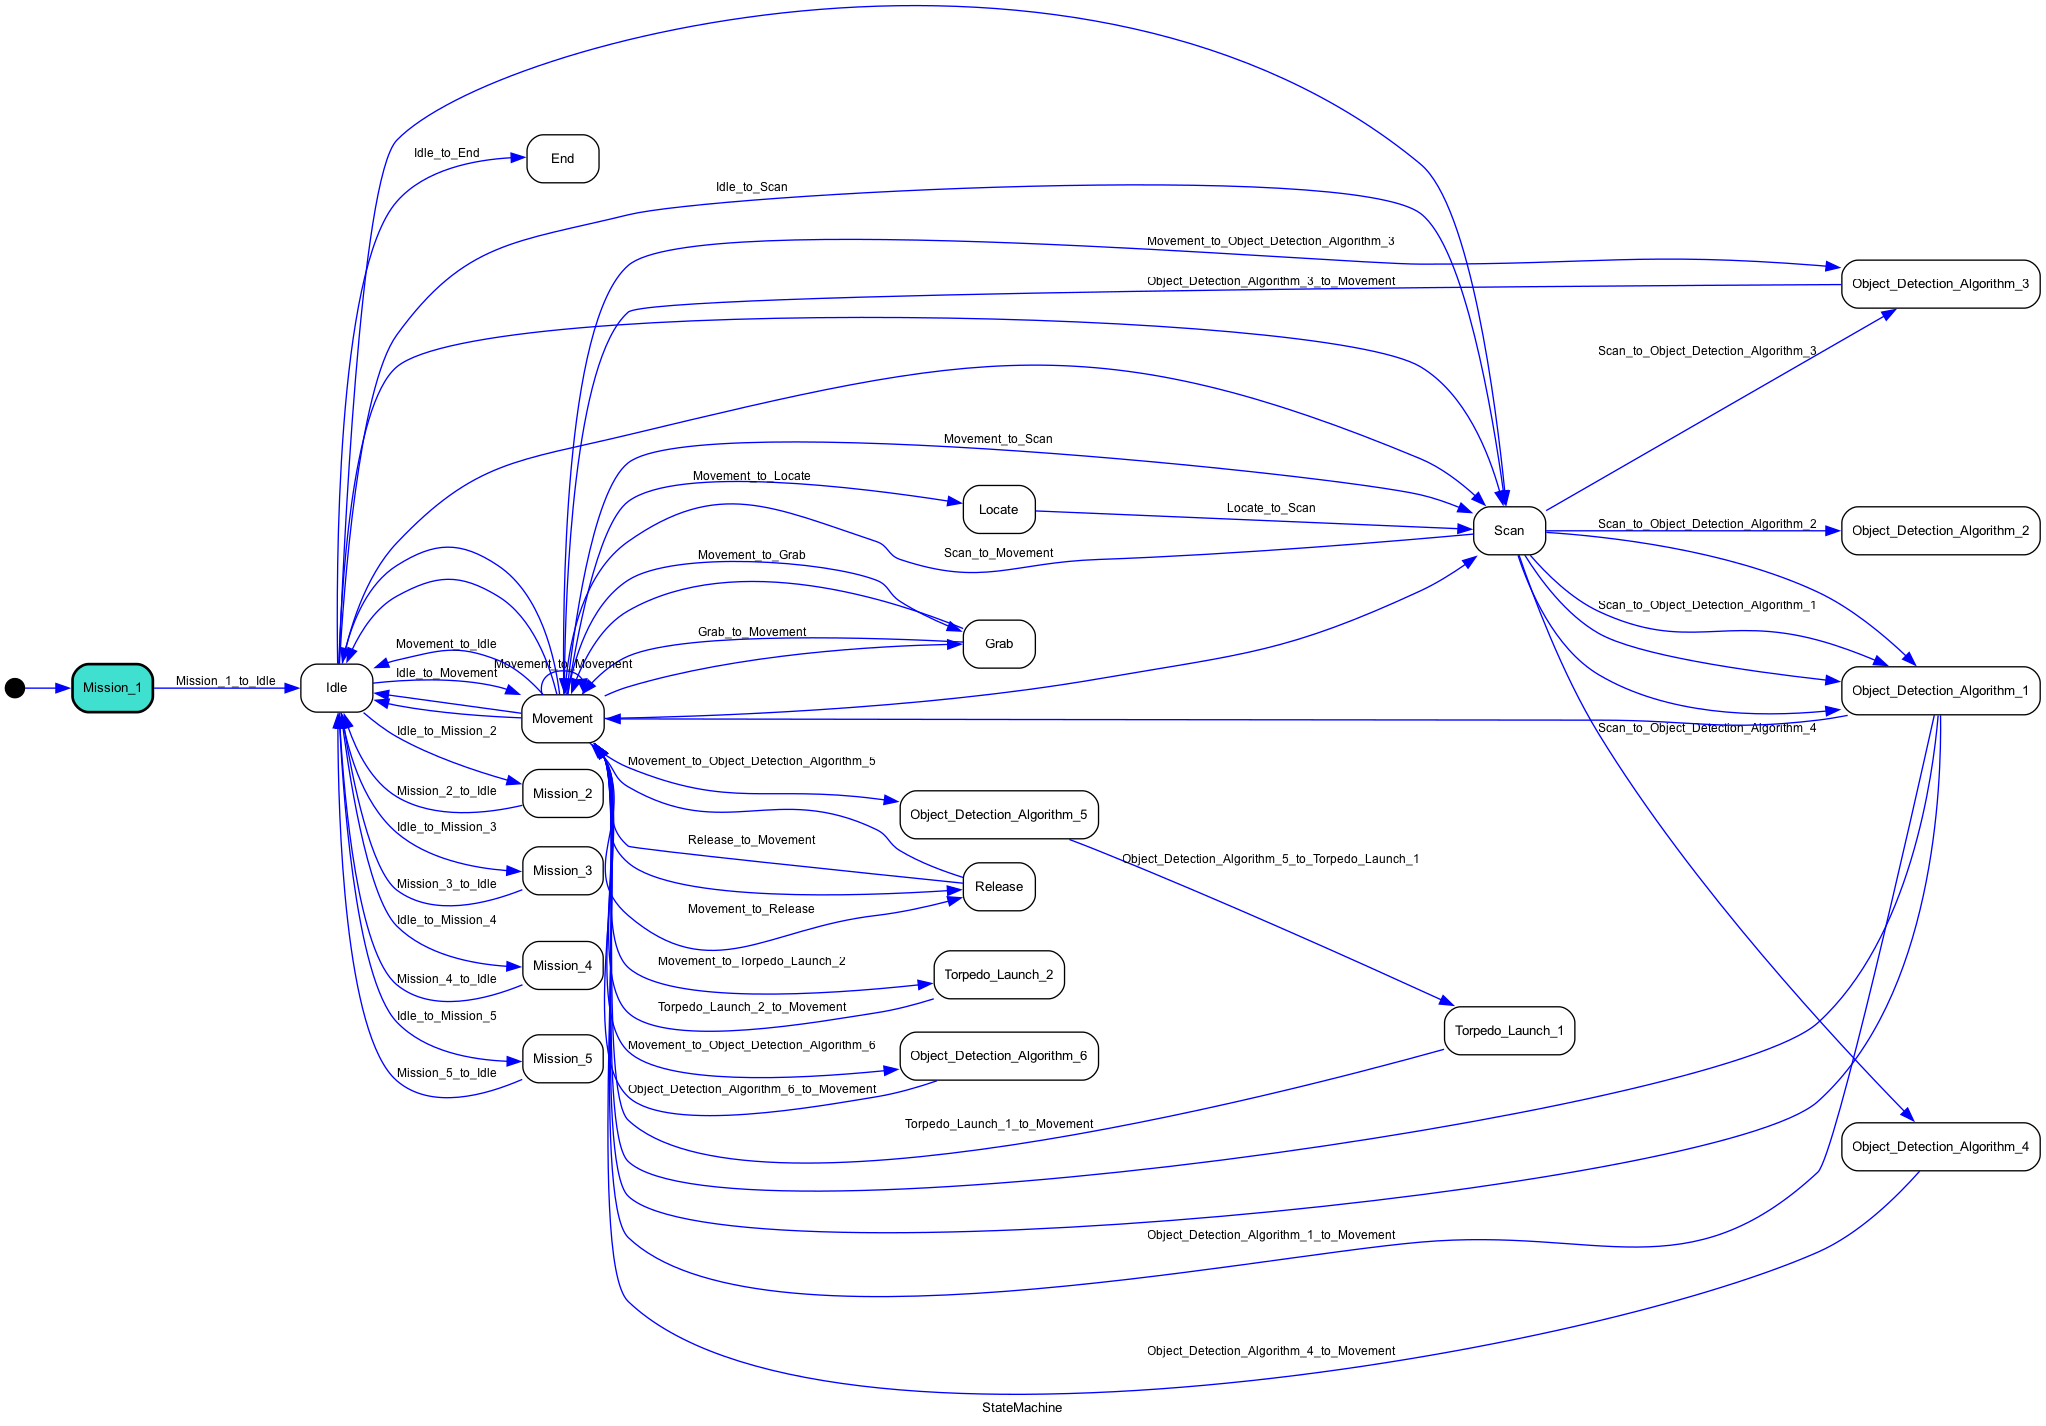 Idle_to_End
End
Idle_to_Scan
Movement_to_Object_Detection_Algorithm_3
Object_Detection_Algorithm_3_to_Movement
Object_Detection_Algorithm_3
Scan_to_Object_Detection_Algorithm_3
Movement_to_Scan
Movement_to_Locate
Locate
Locate_to_Scan
Scan
Scan_to_Object_Detection_Algorithm_2
Object_Detection_Algorithm_2
Scan_to_Movement
Movement_to_Grab
Scan_to_Object_Detection_Algorithm_1
Grab_to_Movement
Grab
Movement_to_Idle
Movement_to_Movement
Idle_to_Movement
Mission_1
Mission_1_to_Idle
Idle
Object_Detection_Algorithm_1
Movement
Idle_to_Mission_2
Scan_to_Object_Detection_Algorithm_4
Movement_to_Object_Detection_Algorithm_5
Mission_2_to_Idle
Mission_2
Object_Detection_Algorithm_5
Idle_to_Mission_3
Release_to_Movement
Object_Detection_Algorithm_5_to_Torpedo_Launch_1
Mission_3
Mission_3_to_Idle
Release
Movement_to_Release
Idle_to_Mission_4
Mission_4
Movement_to_Torpedo_Launch_2
Torpedo_Launch_2
Mission_4_to_Idle
Torpedo_Launch_2_to_Movement
Idle_to_Mission_5
Torpedo_Launch_1
Movement_to_Object_Detection_Algorithm_6
Mission_5
Object_Detection_Algorithm_6
Mission_5_to_Idle
Object_Detection_Algorithm_6_to_Movement
Torpedo_Launch_1_to_Movement
Object_Detection_Algorithm_4
Object_Detection_Algorithm_1_to_Movement
Object_Detection_Algorithm_4_to_Movement
StateMachine